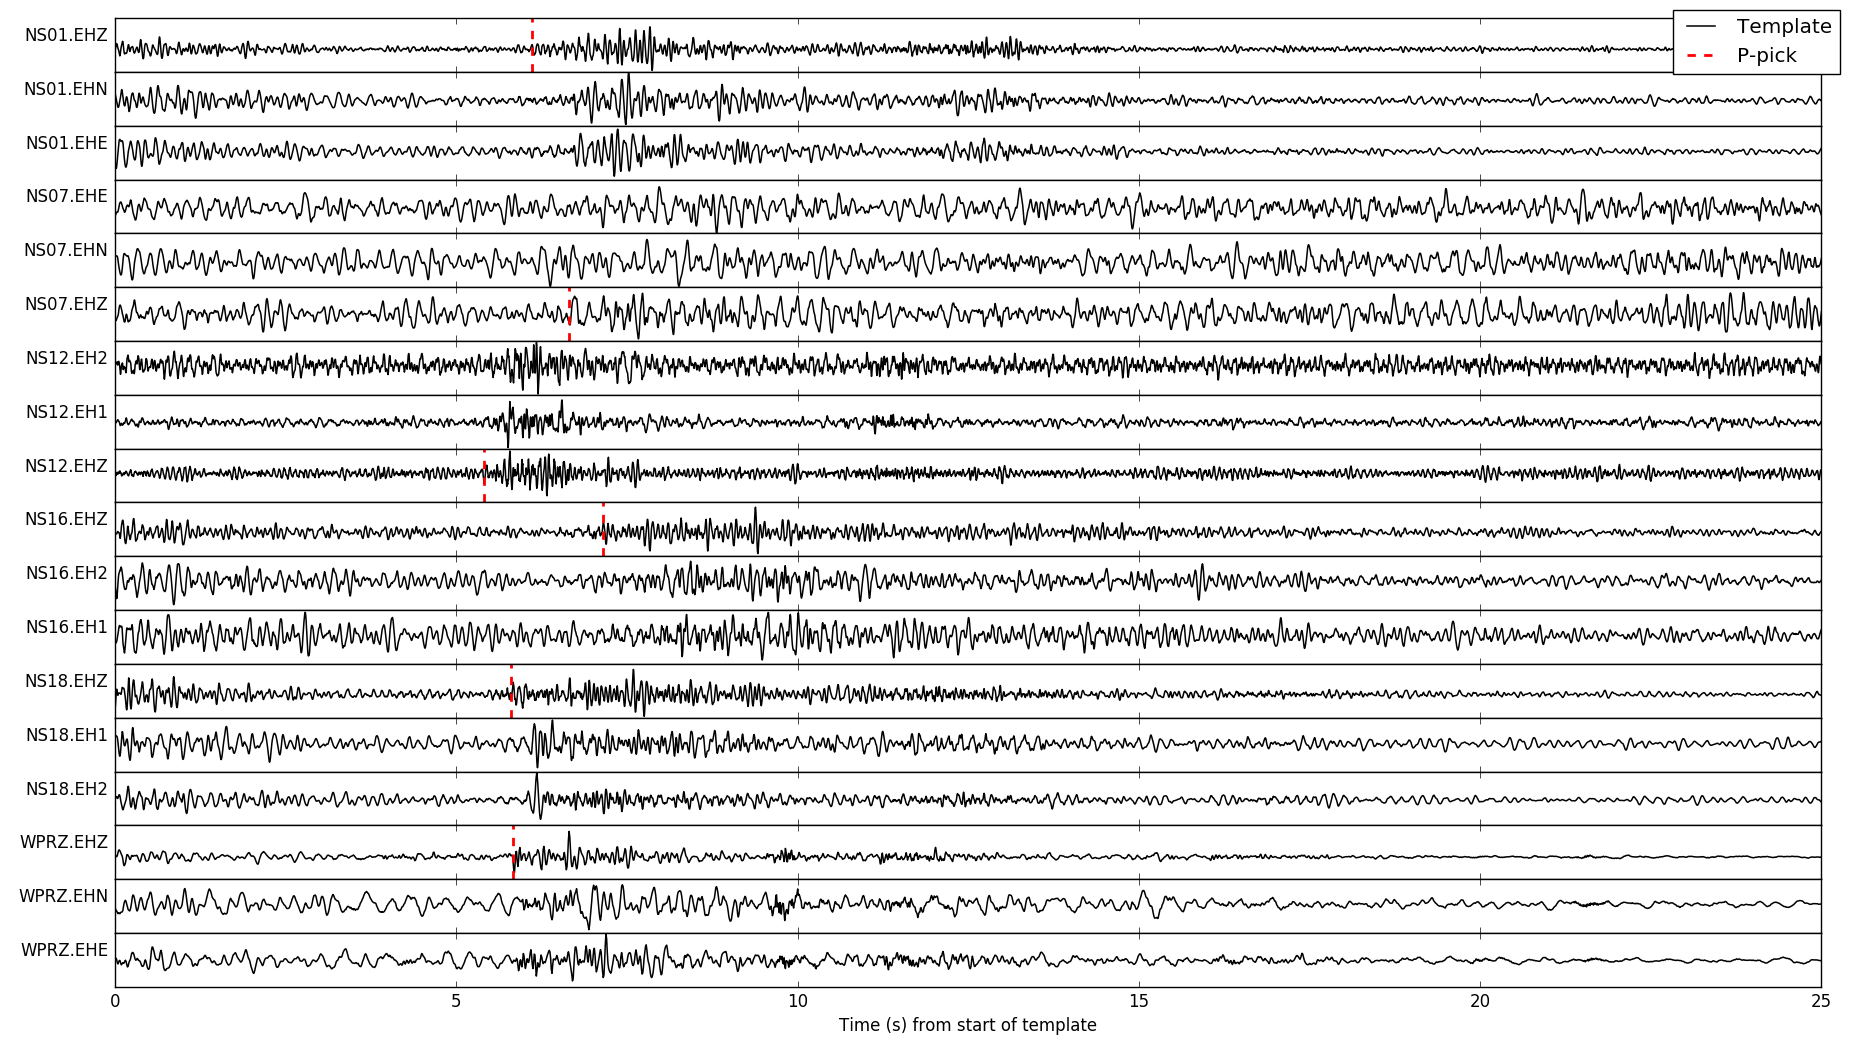 NS01.EHZ
Template
P-pick
NS01.EHN
NS01.EHE
NS07.EHE
NS07.EHN
NS07.EHZ
NS12.EH2
NS12.EH1
NS12.EHZ
NS16.EHZ
NS16.EH2
NS16.EH1
NS18.EHZ
NS18.EH1
NS18.EH2
WPRZ.EHZ
WPRZ.EHN
WPRZ.EHE
0 5 10 15 20 25
Time (s) from start of template